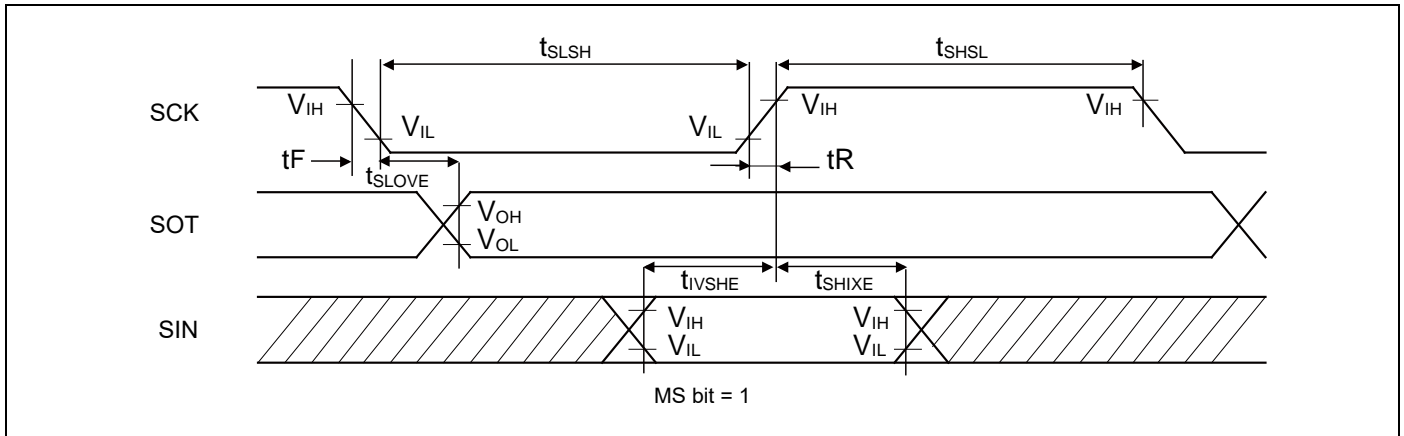 tSLSH
tSHSL
SCK
VIH
VIL
VIL
VIH
VIH
tF
tSLOVE
tR
SOT
VOH
VOL
tIVSHE
tSHIXE
SIN
VIH
VIL
VIH
VIL
MS bit = 1